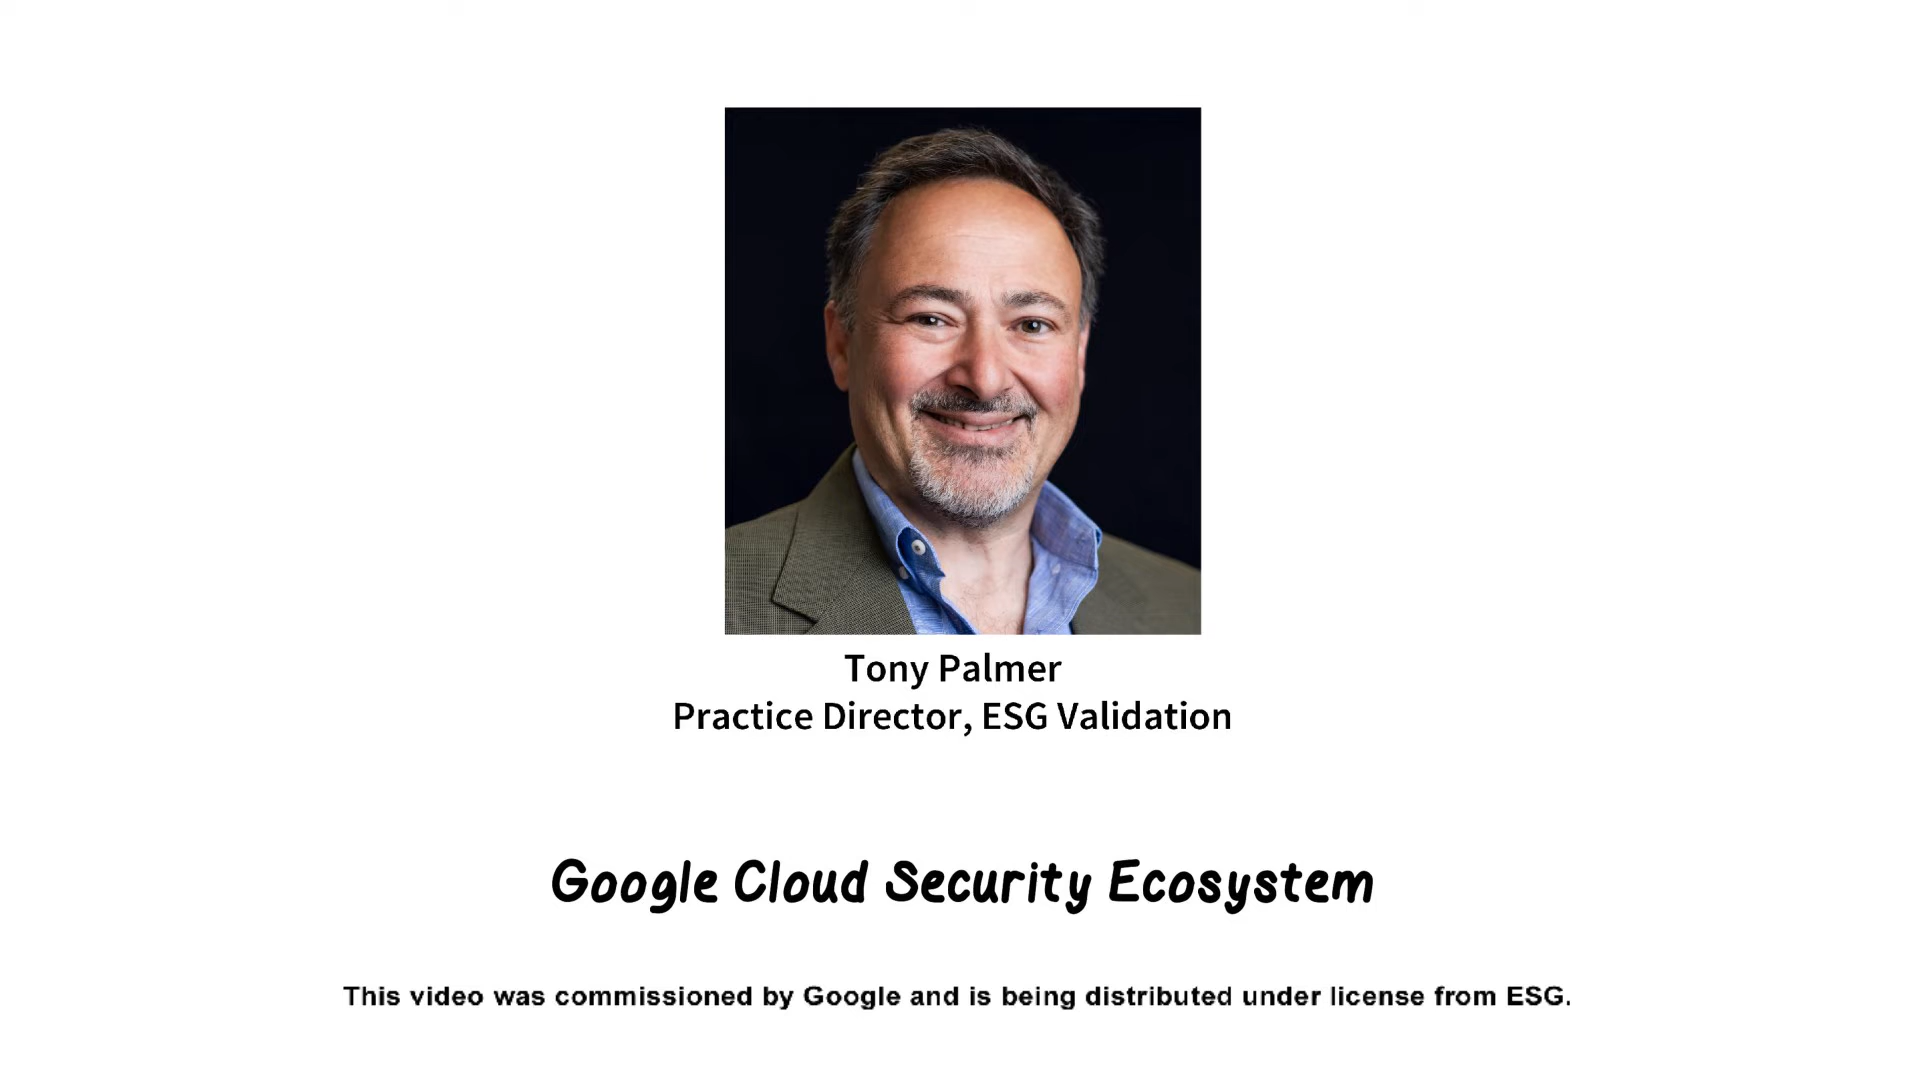 Tony Palmer
Practice Director, ESG Validation
Google Cloud Security Ecosystem
This video was commissioned by Google and is being distributed under license from ESG.